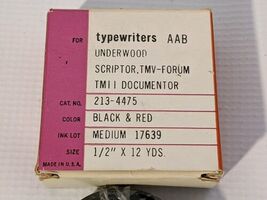 FOR typewriters AAB
UNDERWOOD
SCRIPTOR, TMV-FORUM
TM11 DOCUMENTOR
CAT. NO. 213-4475
COLOR BLACK & RED
INK LOT MEDIUM 17639
SIZE 1/2" X 12 YDS.
MADE IN U.S.A.